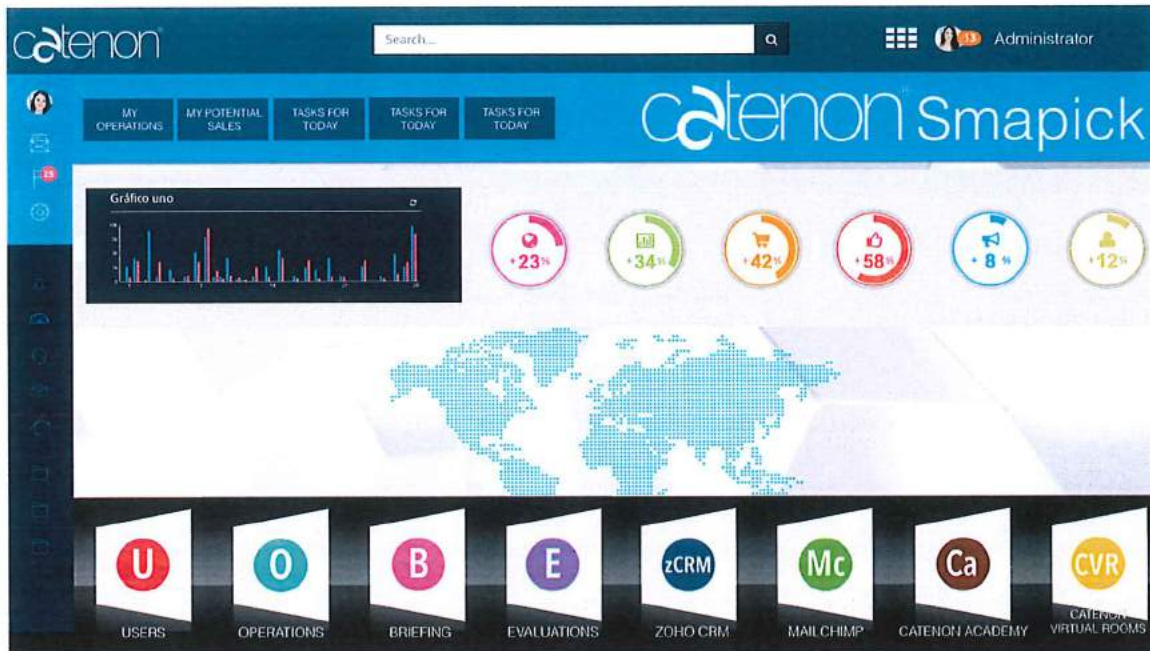 catenon
Search...
13
Administrator
MY OPERATIONS
MY POTENTIAL SALES
TASKS FOR TODAY
TASKS FOR TODAY
TASKS FOR TODAY
catenon Smapick
25
Gráfico uno
+23%
+34%
+42%
+58%
+8%
+12%
U
O
B
E
zCRM
Mc
Ca
CVR
USERS
OPERATIONS
BRIEFING
EVALUATIONS
ZOHO CRM
MAILCHIMP
CATENON ACADEMY
CATENON VIRTUAL ROOMS